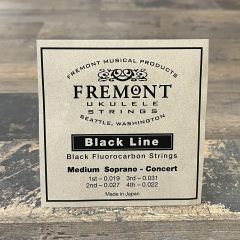 FREMONT MUSICAL PRODUCTS
FREMONT
UKULELE
STRINGS
SEATTLE, WASHINGTON
Black Line
Black Fluorocarbon Strings
Medium Soprano - Concert
1st – 0.019 3rd – 0.031
2nd – 0.027 4th – 0.022
Made in Japan